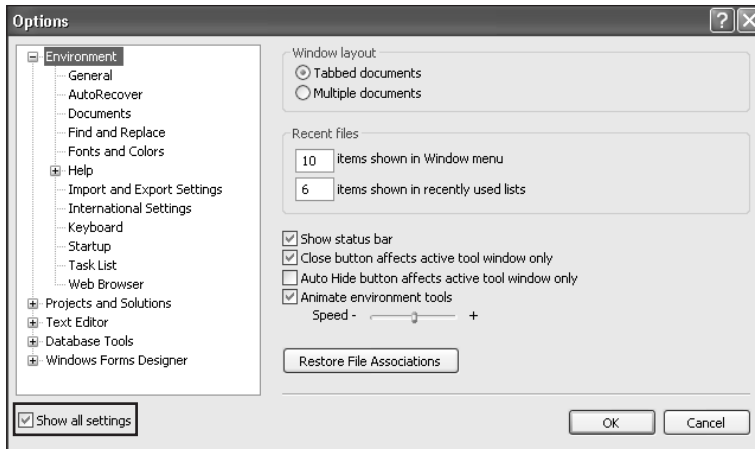 Options
Environment
General
AutoRecover
Documents
Find and Replace
Fonts and Colors
Help
Import and Export Settings
International Settings
Keyboard
Startup
Task List
Web Browser
Projects and Solutions
Text Editor
Database Tools
Windows Forms Designer
Show all settings
Window layout
Tabbed documents
Multiple documents
Recent files
10 items shown in Window menu
6 items shown in recently used lists
Show status bar
Close button affects active tool window only
Auto Hide button affects active tool window only
Animate environment tools
Speed - +
Restore File Associations
OK Cancel